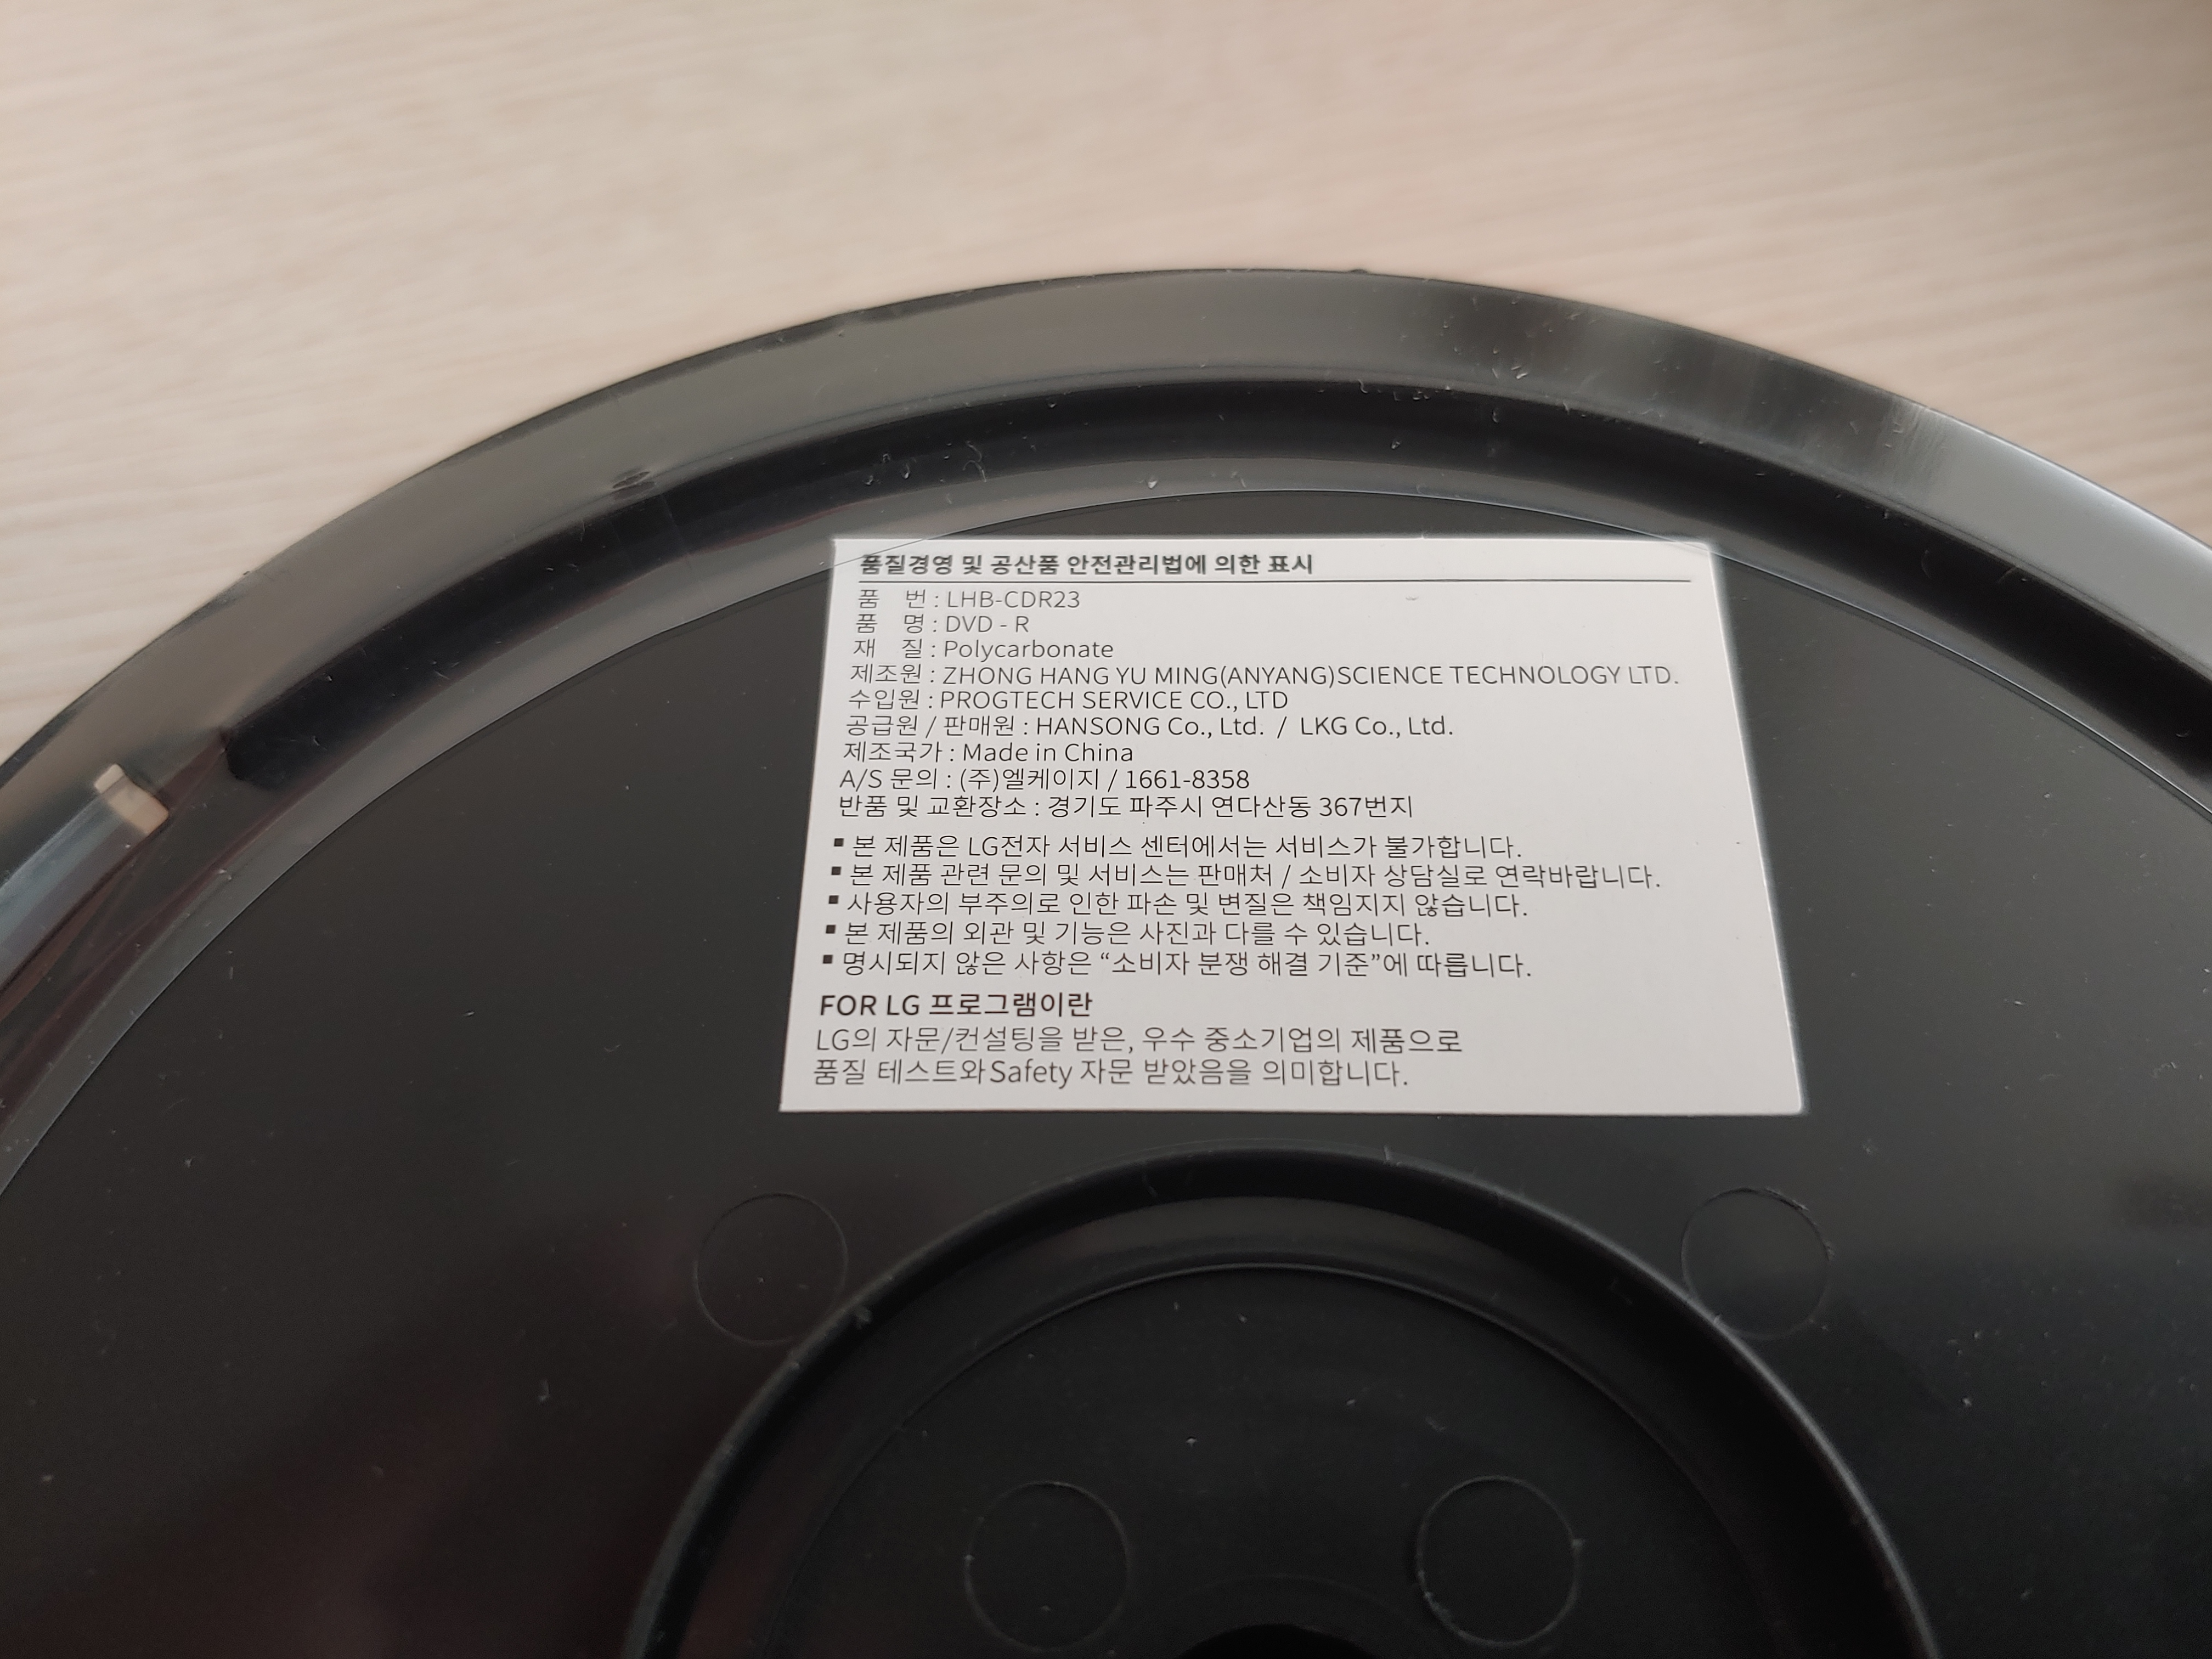 품질경영 및 공산품 안전관리법에 의한 표시
품 번 : LHB-CDR23
품 명 : DVD - R
재 질 : Polycarbonate
제조원 : ZHONG HANG YU MING(ANYANG)SCIENCE TECHNOLOGY LTD.
수입원 : PROGTECH SERVICE CO., LTD
공급원 / 판매원 : HANSONG Co., Ltd. / LKG Co., Ltd.
제조국가 : Made in China
A/S 문의 : (주)엘케이지 / 1661-8358
반품 및 교환장소 : 경기도 파주시 연다산동 367번지
▪ 본 제품은 LG전자 서비스 센터에서는 서비스가 불가합니다.
▪ 본 제품 관련 문의 및 서비스는 판매처 / 소비자 상담실로 연락바랍니다.
▪ 사용자의 부주의로 인한 파손 및 변질은 책임지지 않습니다.
▪ 본 제품의 외관 및 기능은 사진과 다를 수 있습니다.
▪ 명시되지 않은 사항은 “소비자 분쟁 해결 기준”에 따릅니다.
FOR LG 프로그램이란
LG의 자문/컨설팅을 받은, 우수 중소기업의 제품으로
품질 테스트와 Safety 자문 받았음을 의미합니다.